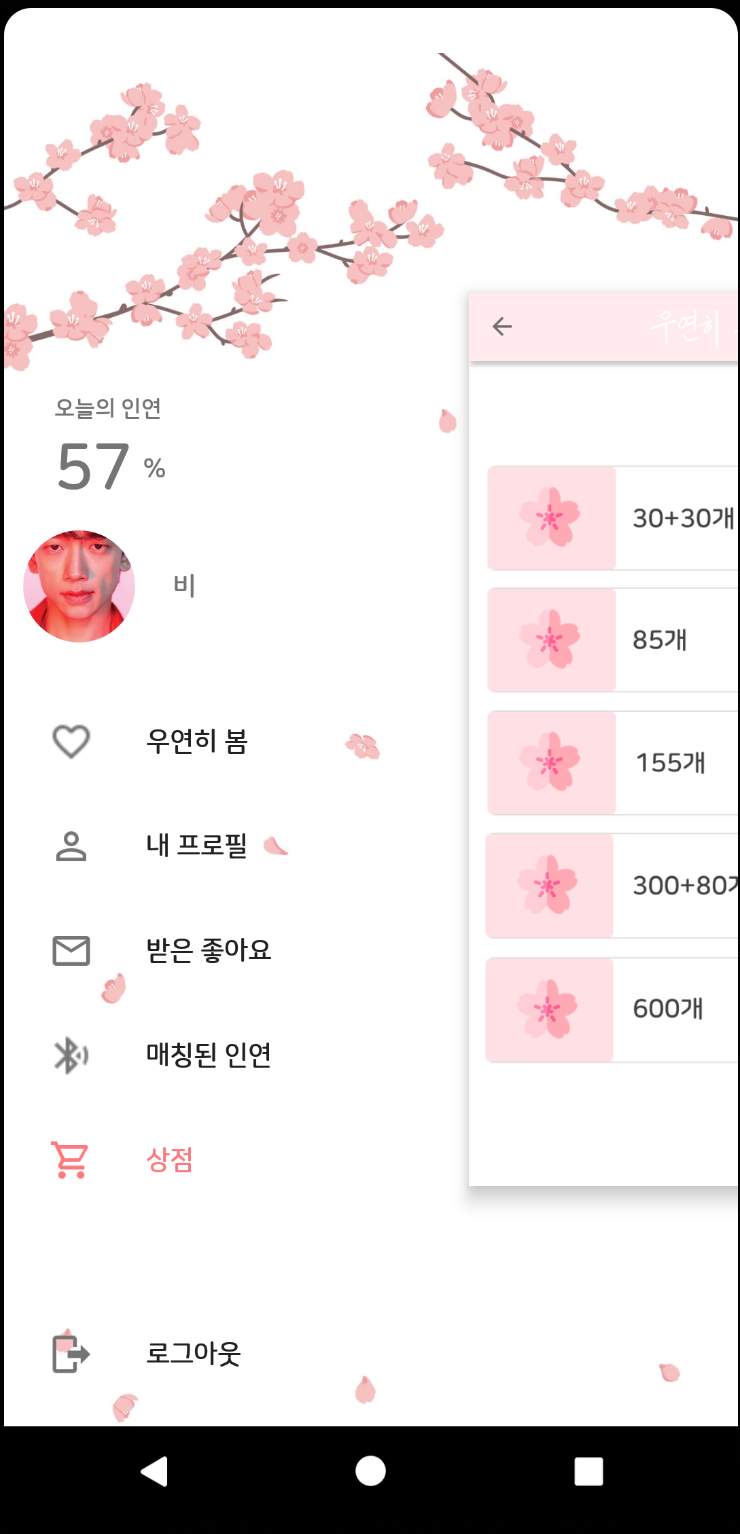 오늘의 인연
57 %
비
우연히 봄
내 프로필
받은 좋아요
매칭된 인연
상점
로그아웃
우연히
30+30개
85개
155개
300+80개
600개